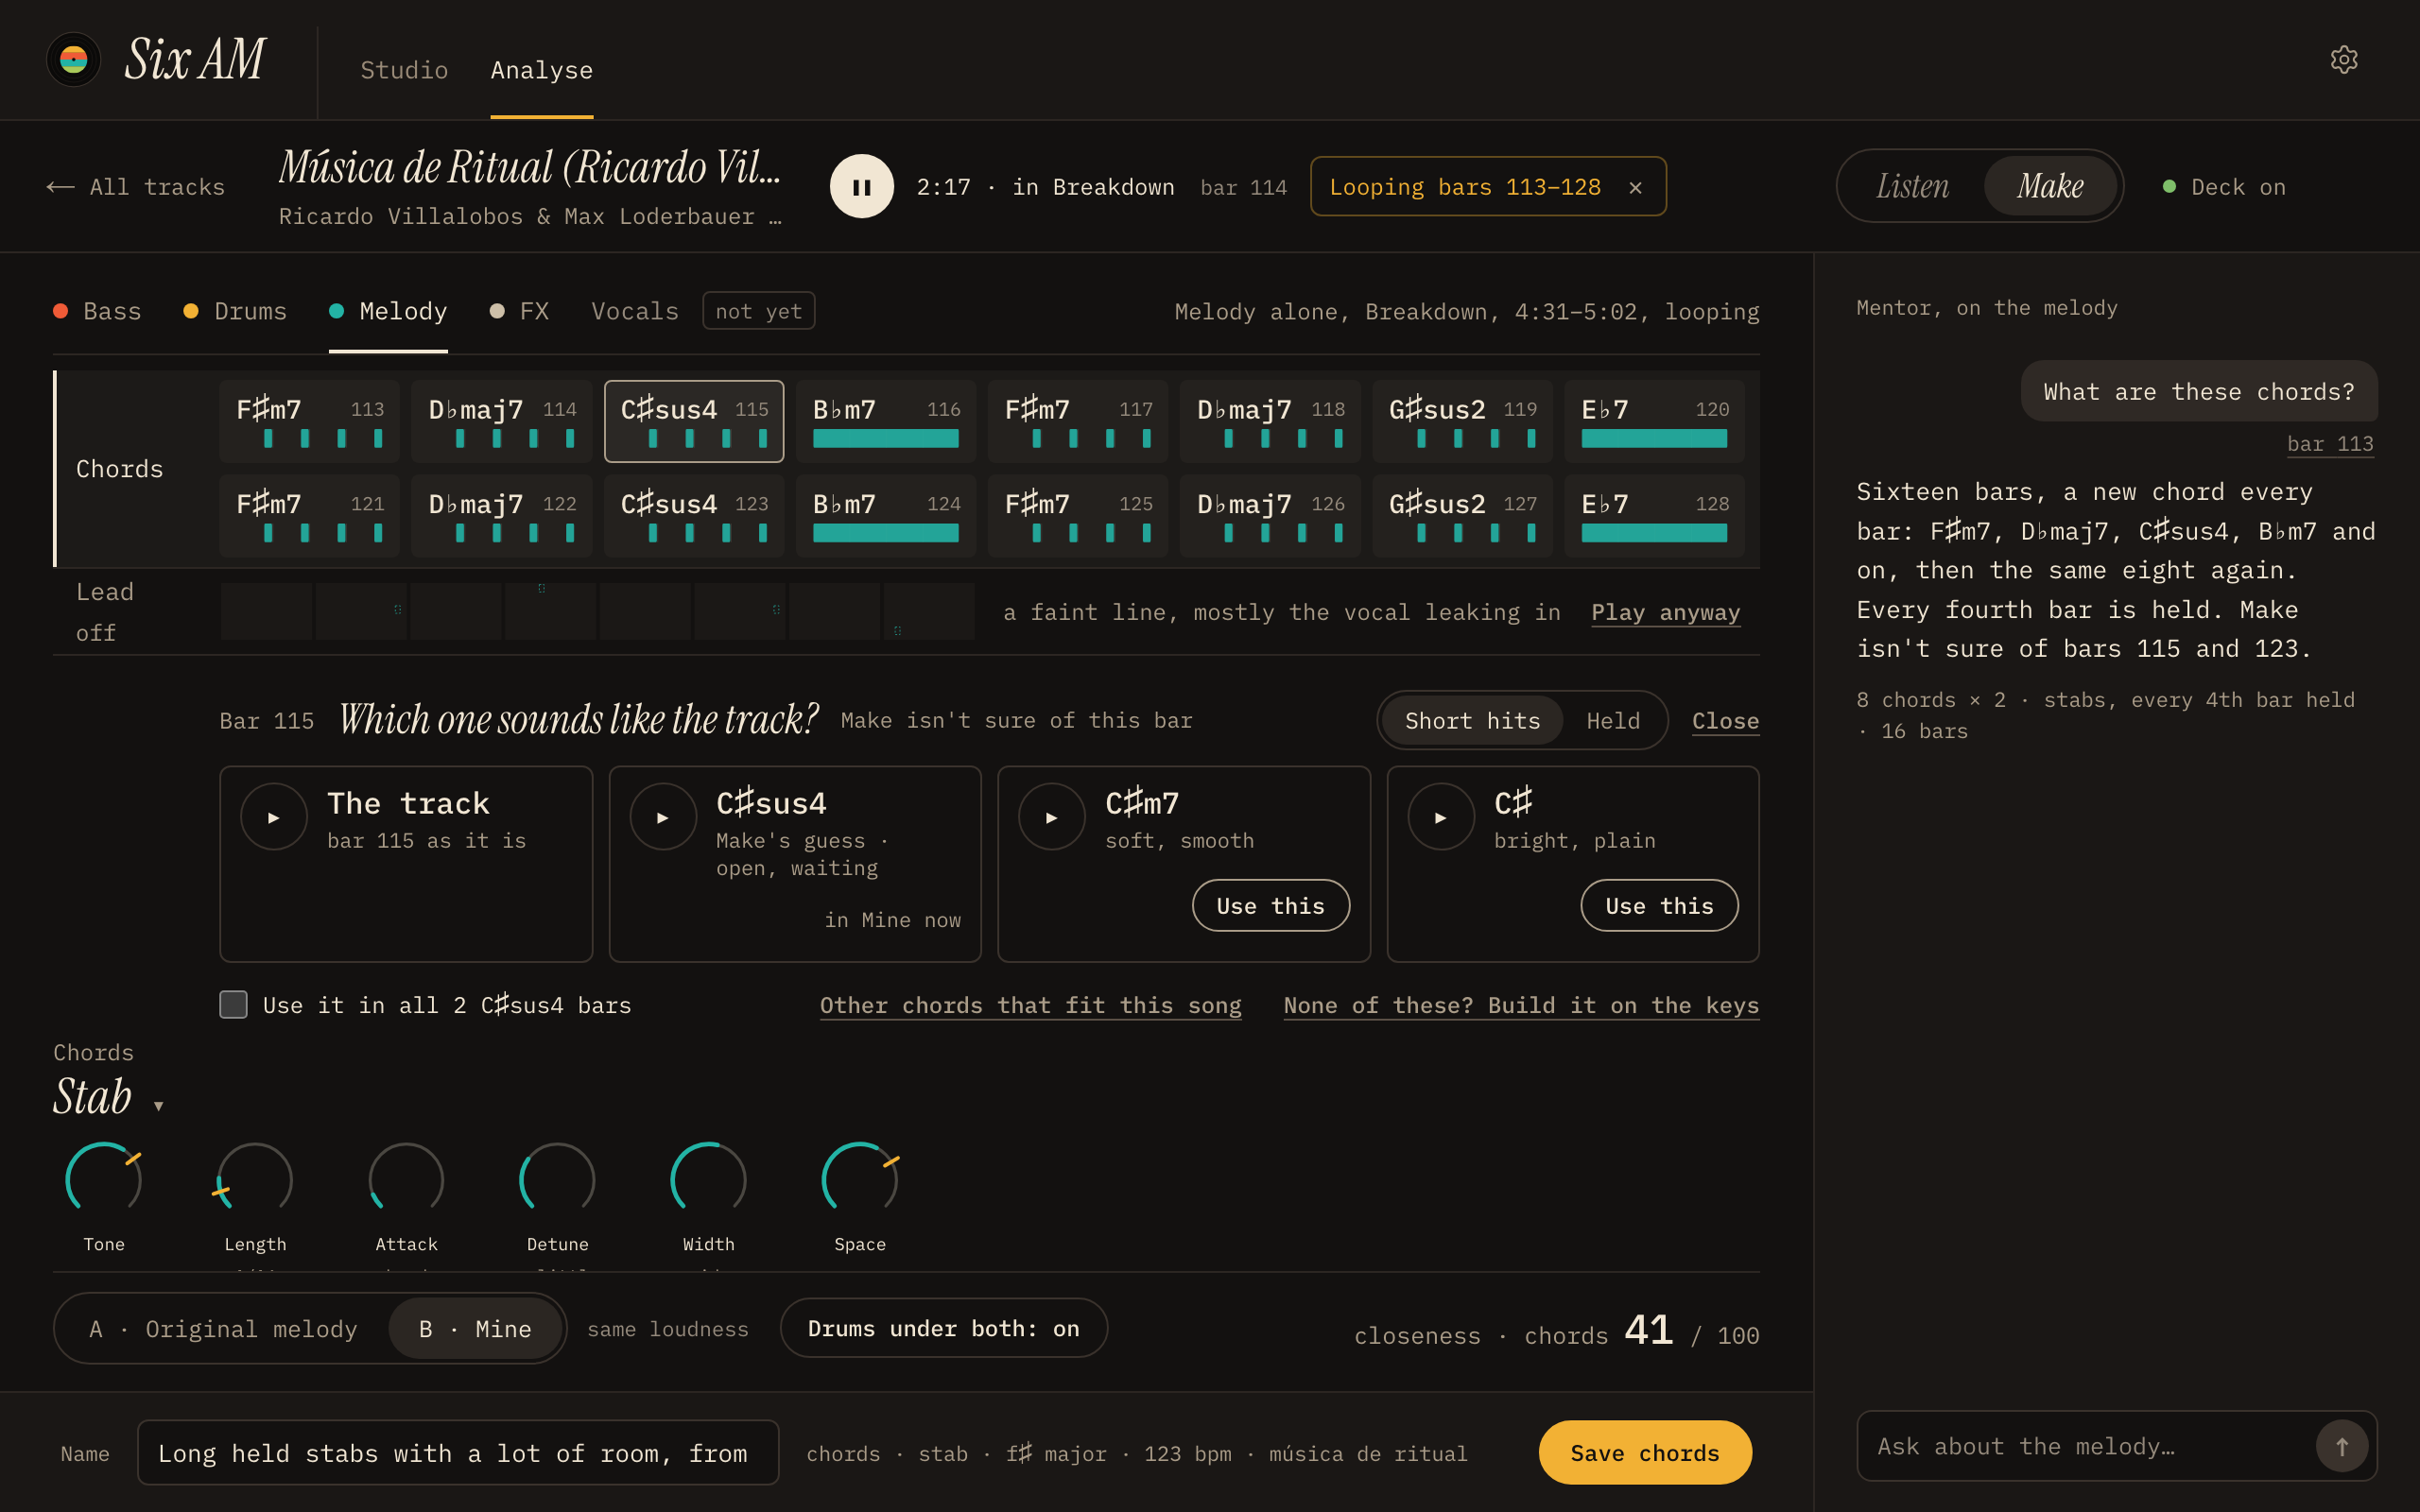 Six AM
Studio
Analyse
← All tracks
Música de Ritual (Ricardo Vil…
Ricardo Villalobos & Max Loderbauer …
2:17 · in Breakdown
bar 114
Looping bars 113–128 ×
Listen
Make
Deck on
Bass
Drums
Melody
FX
Vocals
not yet
Melody alone, Breakdown, 4:31–5:02, looping
Chords
F♯m7 113
D♭maj7 114
C♯sus4 115
B♭m7 116
F♯m7 117
D♭maj7 118
G♯sus2 119
E♭7 120
F♯m7 121
D♭maj7 122
C♯sus4 123
B♭m7 124
F♯m7 125
D♭maj7 126
G♯sus2 127
E♭7 128
Lead
off
a faint line, mostly the vocal leaking in
Play anyway
Bar 115
Which one sounds like the track?
Make isn't sure of this bar
Short hits
Held
Close
The track
bar 115 as it is
C♯sus4
Make's guess ·
open, waiting
in Mine now
C♯m7
soft, smooth
Use this
C♯
bright, plain
Use this
Use it in all 2 C♯sus4 bars
Other chords that fit this song
None of these? Build it on the keys
Chords
Stab ▾
Tone
Length
Attack
Detune
Width
Space
A · Original melody
B · Mine
same loudness
Drums under both: on
closeness · chords 41 / 100
Name
Long held stabs with a lot of room, from
chords · stab · f♯ major · 123 bpm · música de ritual
Save chords
Mentor, on the melody
What are these chords?
bar 113
Sixteen bars, a new chord every
bar: F♯m7, D♭maj7, C♯sus4, B♭m7 and
on, then the same eight again.
Every fourth bar is held. Make
isn't sure of bars 115 and 123.
8 chords × 2 · stabs, every 4th bar held
· 16 bars
Ask about the melody…